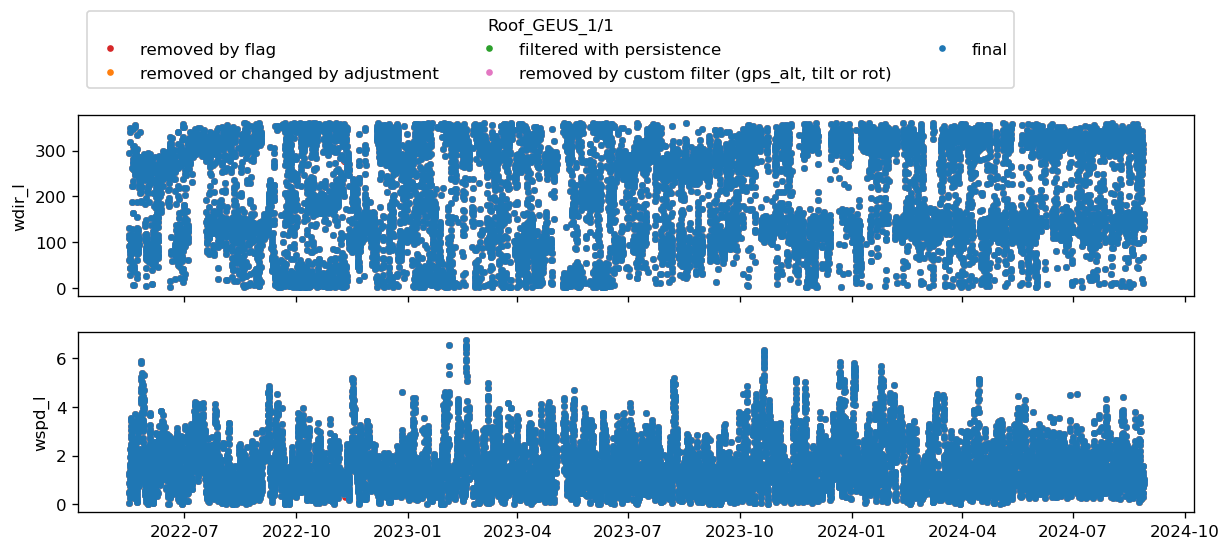 Roof_GEUS_1/1
removed by flag
filtered with persistence
final
removed or changed by adjustment
removed by custom filter (gps_alt, tilt or rot)
wdir_l
300
200
100
0
wspd_l
6
4
2
0
2022-07
2022-10
2023-01
2023-04
2023-07
2023-10
2024-01
2024-04
2024-07
2024-10